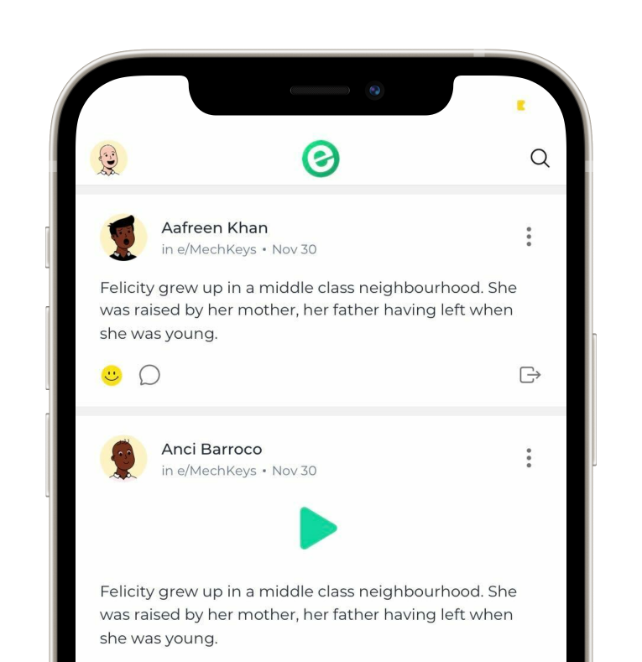 e
Aafreen Khan
in e/MechKeys • Nov 30
Felicity grew up in a middle class neighbourhood. She
was raised by her mother, her father having left when
she was young.
Anci Barroco
in e/MechKeys • Nov 30
Felicity grew up in a middle class neighbourhood. She
was raised by her mother, her father having left when
she was young.